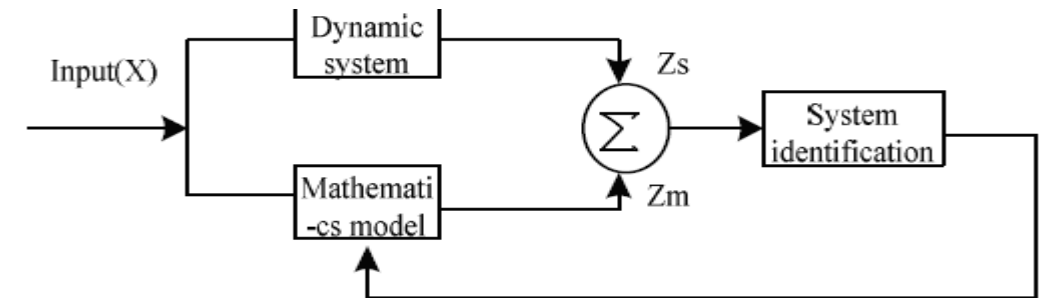 Dynamic
system
Input(X)
Zs
Σ
System
identification
Mathemati
-cs model
Zm